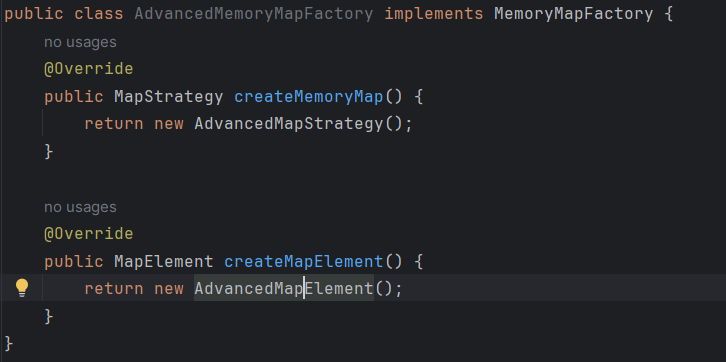 public class AdvancedMemoryMapFactory implements MemoryMapFactory {
no usages
@Override
public MapStrategy createMemoryMap() {
return new AdvancedMapStrategy();
}
no usages
@Override
public MapElement createMapElement() {
return new AdvancedMapElement();
}
}